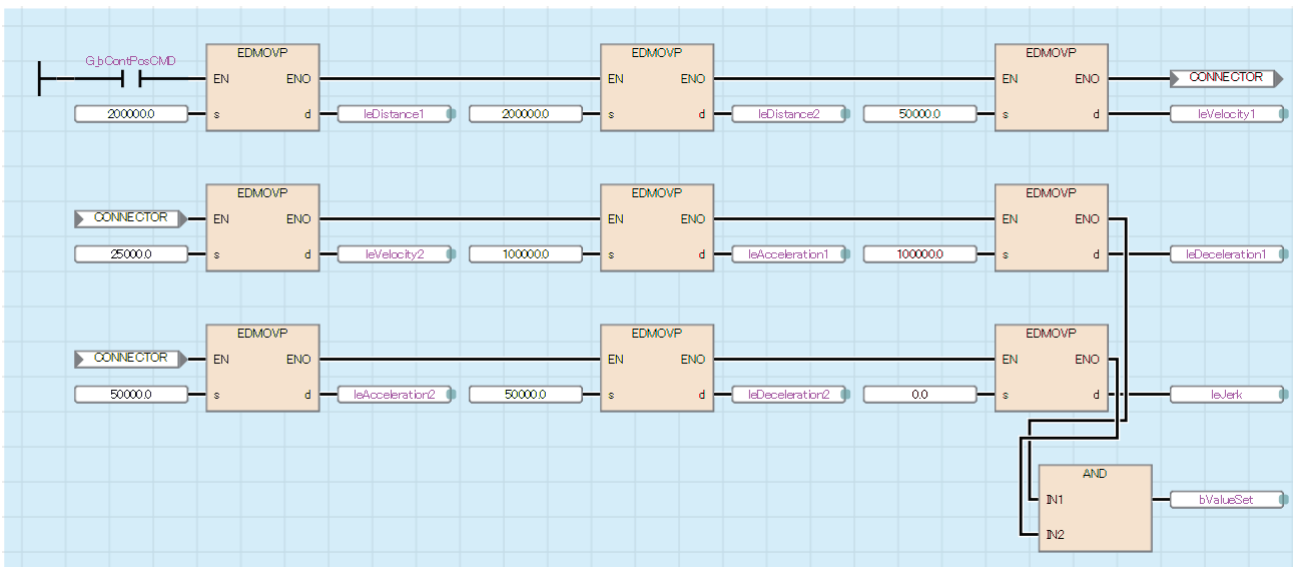 G_bContPosCMD
EDMOVP EDMOVP EDMOVP
EN ENO EN ENO EN ENO CONNECTOR
200000.0 s d leDistance1 200000.0 s d leDistance2 50000.0 s d leVelocity1
EDMOVP EDMOVP EDMOVP
CONNECTOR EN ENO EN ENO EN ENO
25000.0 s d leVelocity2 100000.0 s d leAcceleration1 100000.0 s d leDeceleration1
EDMOVP EDMOVP EDMOVP
CONNECTOR EN ENO EN ENO EN ENO
50000.0 s d leAcceleration2 50000.0 s d leDeceleration2 0.0 s d leJerk
AND
IN1 bValueSet
IN2